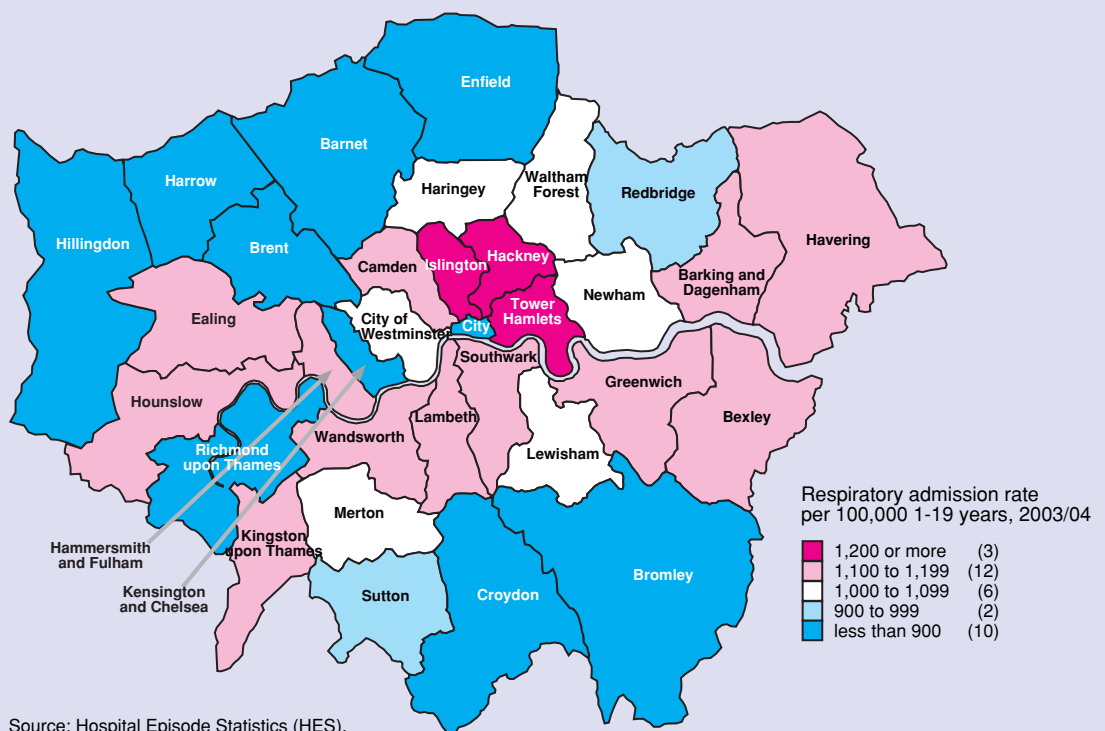 Enfield
Barnet
Harrow
Haringey
Waltham
Forest
Redbridge
Hillingdon
Brent
Havering
Camden
Islington
Hackney
Barking and
Dagenham
Newham
Tower
Hamlets
Ealing
City of
Westminster
City
Southwark
Greenwich
Hounslow
Lambeth
Bexley
Wandsworth
Richmond
upon Thames
Lewisham
Merton
Kingston
upon Thames
Hammersmith
and Fulham
Kensington
and Chelsea
Sutton
Croydon
Bromley
Respiratory admission rate
per 100,000 1-19 years, 2003/04
1,200 or more (3)
1,100 to 1,199 (12)
1,000 to 1,099 (6)
900 to 999 (2)
less than 900 (10)
Source: Hospital Episode Statistics (HES).